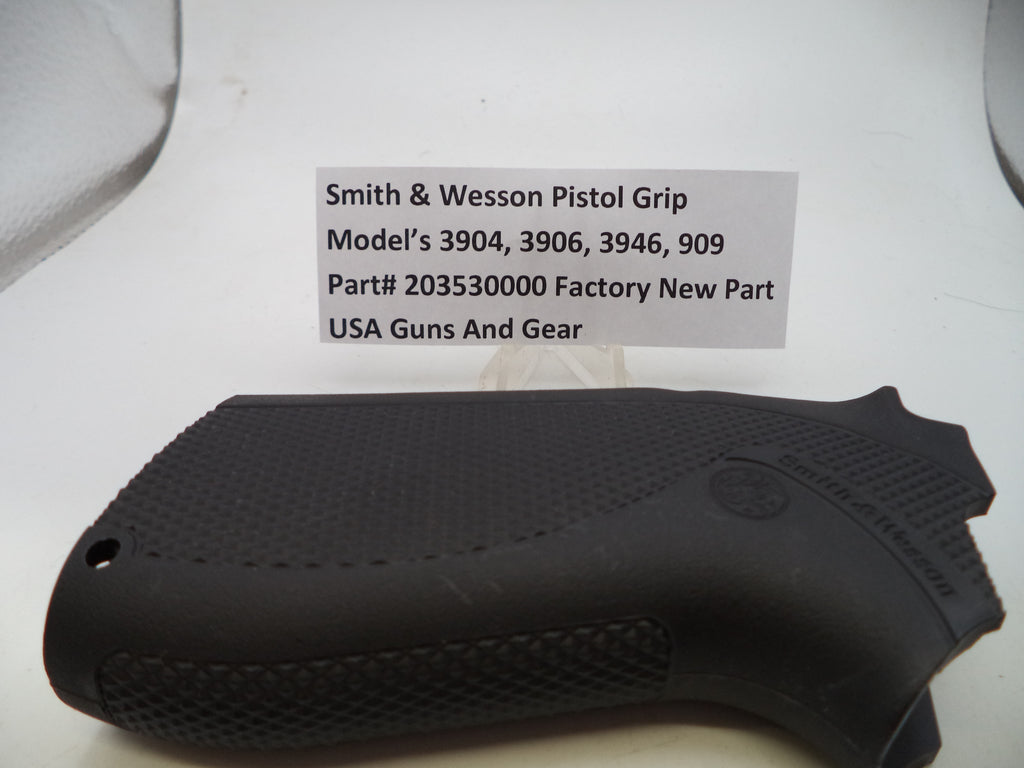 Smith & Wesson Pistol Grip
Model's 3904, 3906, 3946, 909
Part# 203530000 Factory New Part
USA Guns And Gear
Smith & Wesson